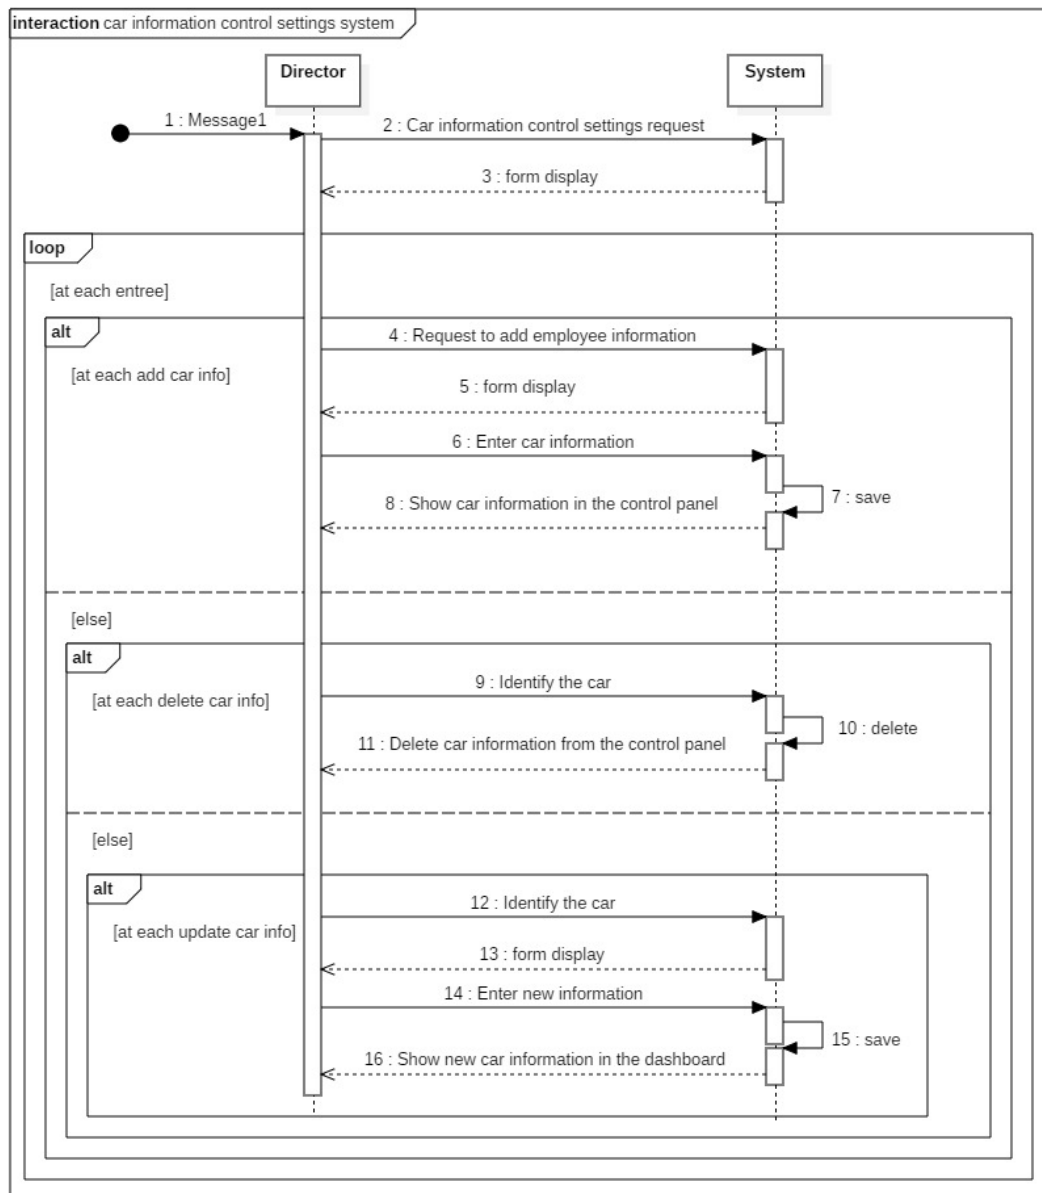 interaction car information control settings system
Director
System
1 : Message1
2 : Car information control settings request
3 : form display
loop
[at each entree]
alt
4 : Request to add employee information
[at each add car info]
5 : form display
6 : Enter car information
7 : save
8 : Show car information in the control panel
[else]
alt
9 : Identify the car
[at each delete car info]
10 : delete
11 : Delete car information from the control panel
[else]
alt
12 : Identify the car
[at each update car info]
13 : form display
14 : Enter new information
15 : save
16 : Show new car information in the dashboard